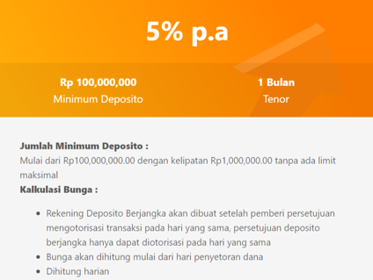 5% p.a
Rp 100,000,000
Minimum Deposito
1 Bulan
Tenor
Jumlah Minimum Deposito :
Mulai dari Rp100,000,000.00 dengan kelipatan Rp1,000,000.00 tanpa ada limit
maksimal
Kalkulasi Bunga :
Rekening Deposito Berjangka akan dibuat setelah pemberi persetujuan
mengotorisasi transaksi pada hari yang sama, persetujuan deposito
berjangka hanya dapat diotorisasi pada hari yang sama
Bunga akan dihitung mulai dari hari penyetoran dana
Dihitung harian